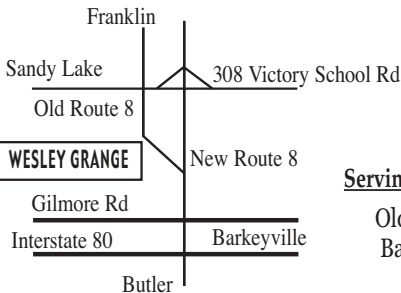 Franklin
Sandy Lake
308 Victory School Rd
Old Route 8
WESLEY GRANGE
New Route 8
Gilmore Rd
Interstate 80
Barkeyville
Butler